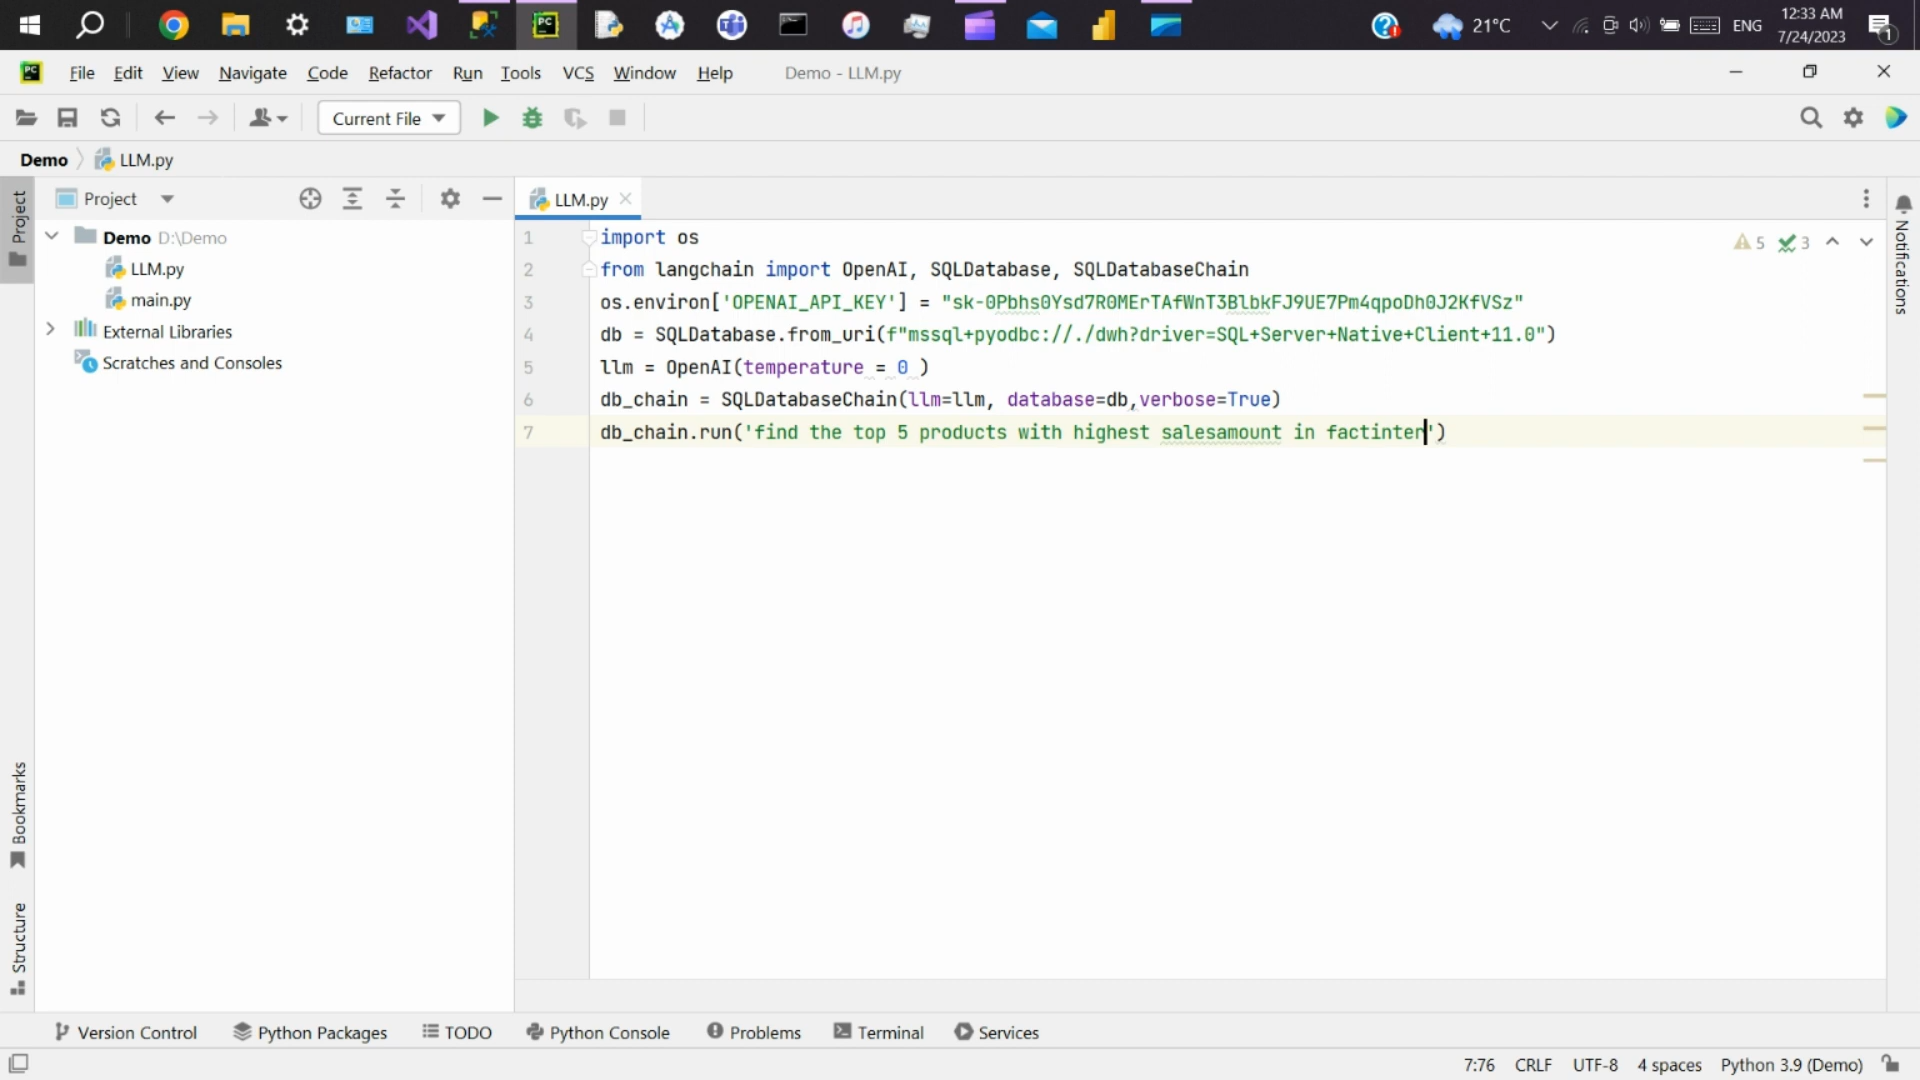 ENG
21°C
12:33 AM
7/24/2023
1
PC
File Edit View Navigate Code Refactor Run Tools VCS Window Help Demo - LLM.py
Current File
Demo LLM.py
Project
LLM.py
Project
Demo D:\Demo
LLM.py
main.py
External Libraries
Scratches and Consoles
1 import os
2 from langchain import OpenAI, SQLDatabase, SQLDatabaseChain
3 os.environ['OPENAI_API_KEY'] = "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"
4 db = SQLDatabase.from_uri(f"mssql+pyodbc://./dwh?driver=SQL+Server+Native+Client+11.0")
5 llm = OpenAI(temperature = 0 )
6 db_chain = SQLDatabaseChain(llm=llm, database=db,verbose=True)
7 db_chain.run('find the top 5 products with highest salesamount in factinter')
5 3
Notifications
Bookmarks
Structure
Version Control Python Packages TODO Python Console Problems Terminal Services
7:76 CRLF UTF-8 4 spaces Python 3.9 (Demo)